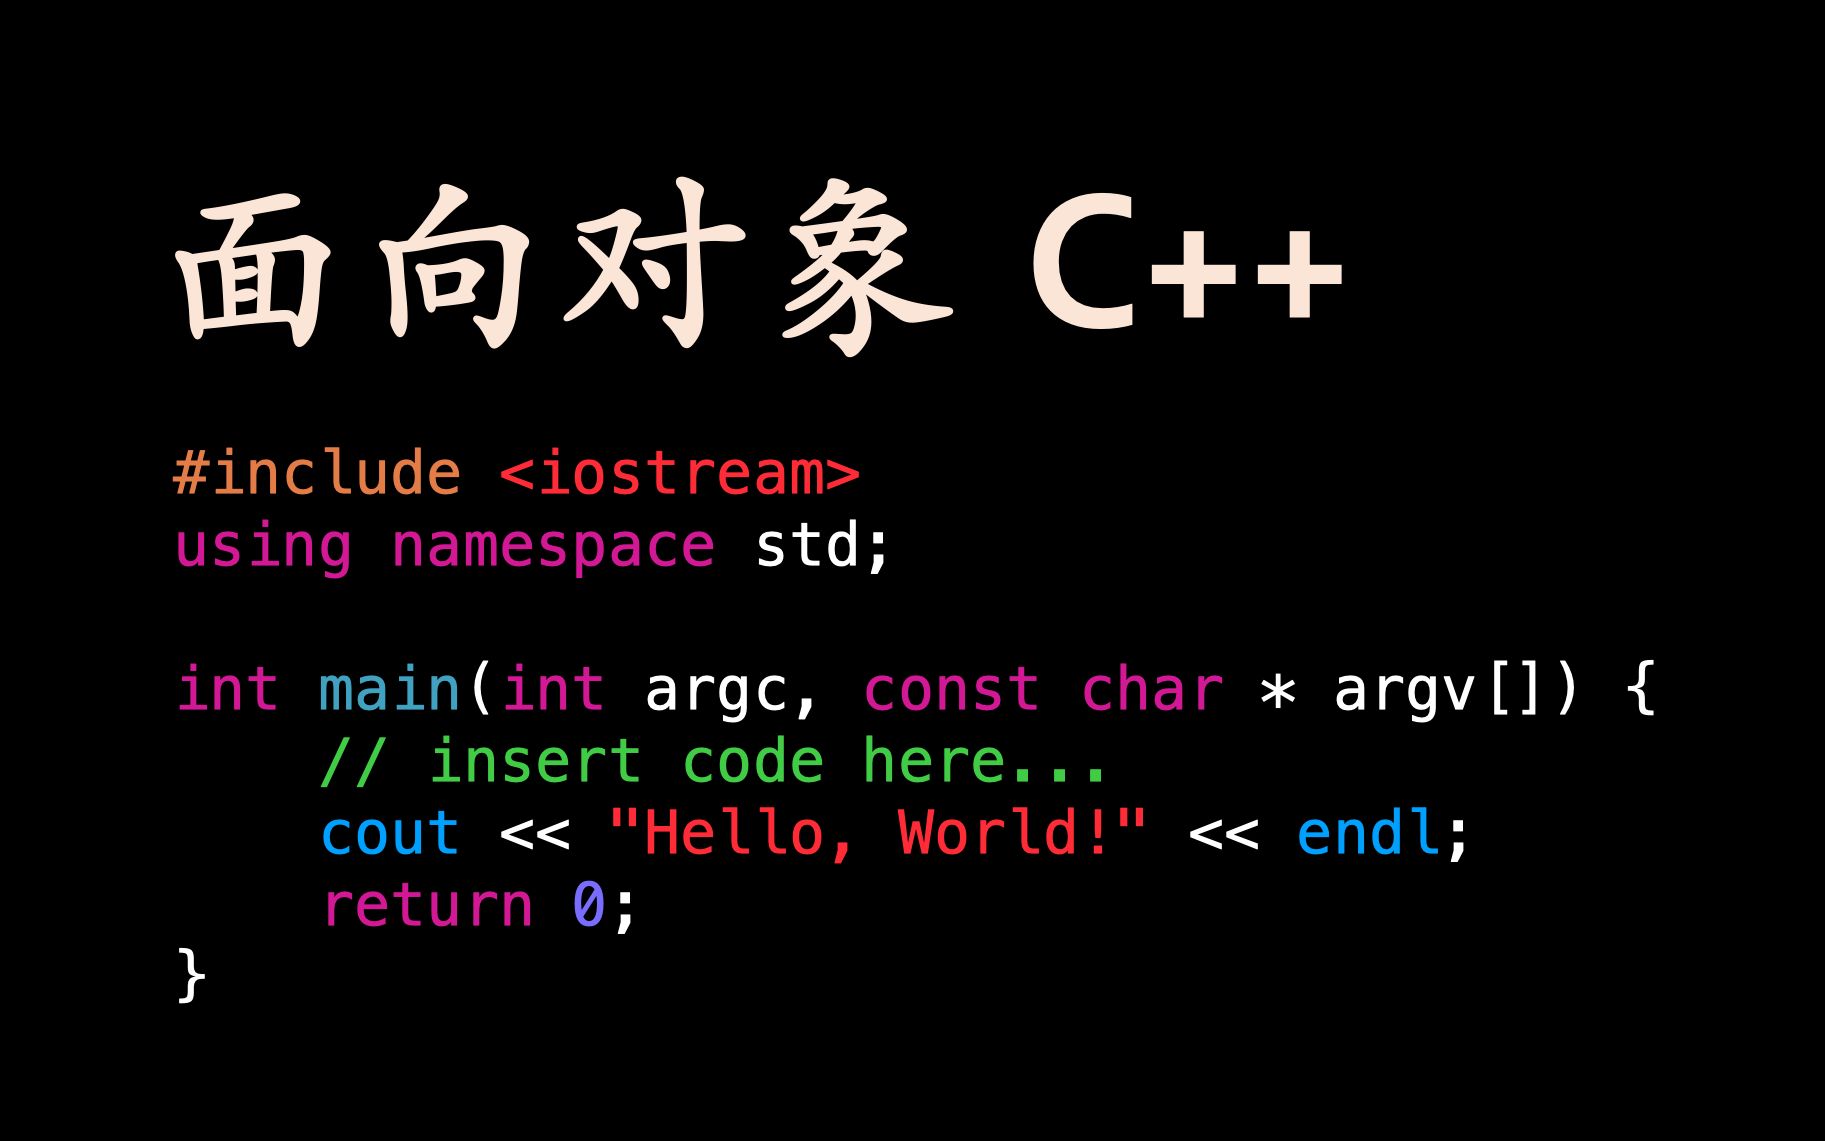 面向对象 C++
#include <iostream>
using namespace std;

int main(int argc, const char * argv[]) {
    // insert code here...
    cout << "Hello, World!" << endl;
    return 0;
}